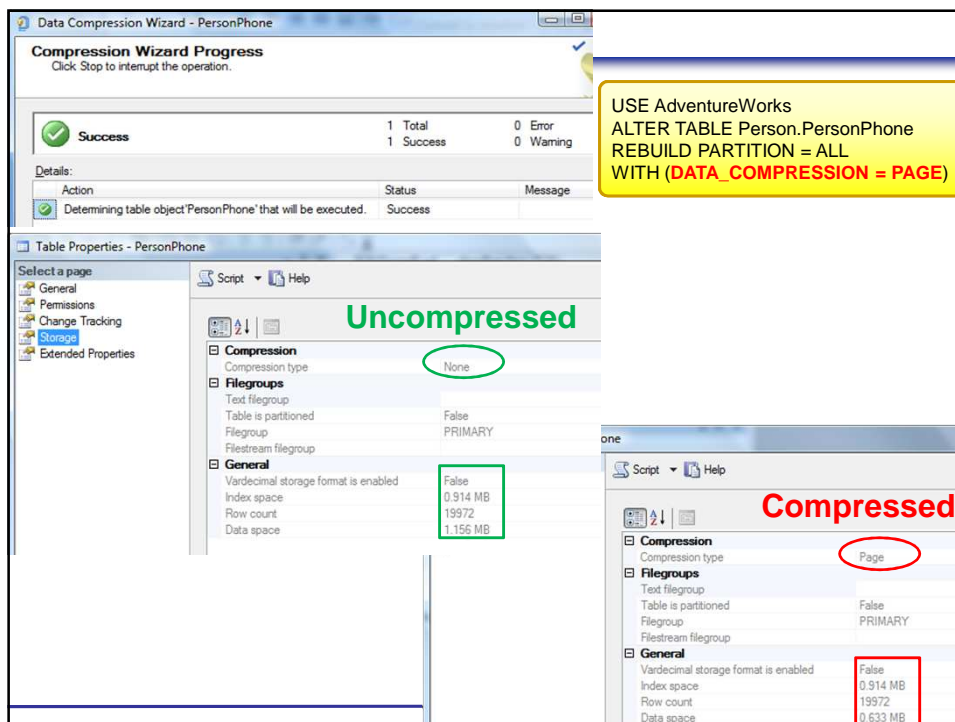 Data Compression Wizard - PersonPhone
Compression Wizard Progress
Click Stop to interrupt the operation.
Success
1 Total
0 Error
1 Success
0 Warning
Details:
Action Status Message
Determining table object'PersonPhone' that will be executed. Success
USE AdventureWorks
ALTER TABLE Person.PersonPhone
REBUILD PARTITION = ALL
WITH (DATA_COMPRESSION = PAGE)
Table Properties - PersonPhone
Select a page
General
Permissions
Change Tracking
Storage
Extended Properties
Script Help
Uncompressed
Compression
Compression type None
Filegroups
Text filegroup
Table is partitioned False
Filegroup PRIMARY
Filestream filegroup
General
Vardecimal storage format is enabled False
Index space 0.914 MB
Row count 19972
Data space 1.156 MB
one
Script Help
Compressed
Compression
Compression type Page
Filegroups
Text filegroup
Table is partitioned False
Filegroup PRIMARY
Filestream filegroup
General
Vardecimal storage format is enabled False
Index space 0.914 MB
Row count 19972
Data space 0.633 MB